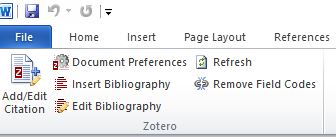 File Home Insert Page Layout References
Add/Edit Citation
Document Preferences Refresh
Insert Bibliography Remove Field Codes
Edit Bibliography
Zotero